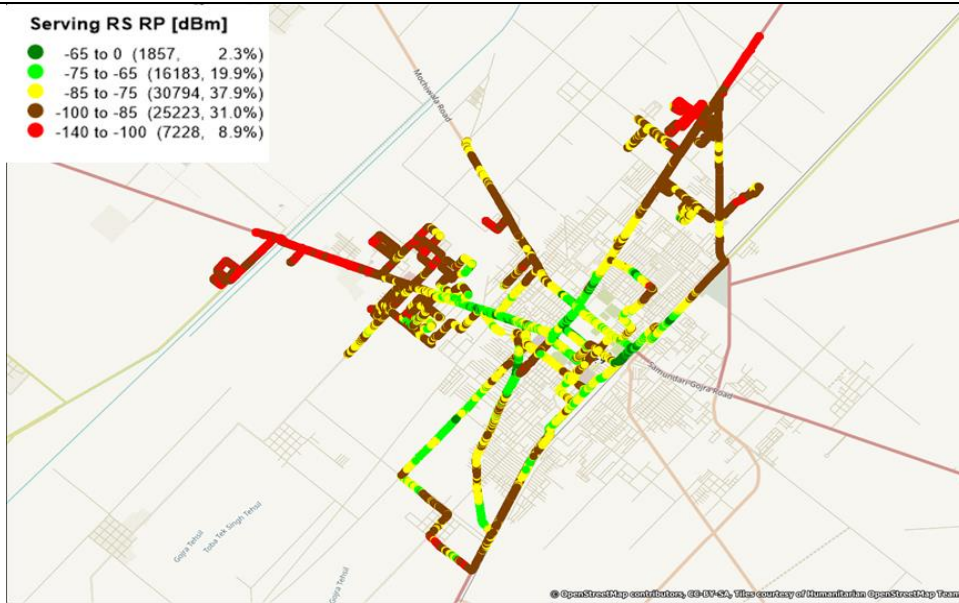 Serving RS RP [dBm]
-65 to 0 (1857, 2.3%)
-75 to -65 (16183, 19.9%)
-85 to -75 (30794, 37.9%)
-100 to -85 (25223, 31.0%)
-140 to -100 (7228, 8.9%)
Mochiwala Road
Samundari Gojra Road
Gojra Tehsil
Toba Tek Singh Tehsil
Gojra Tehsil
© OpenStreetMap contributors, CC-BY-SA, Tiles courtesy of Humanitarian OpenStreetMap Team